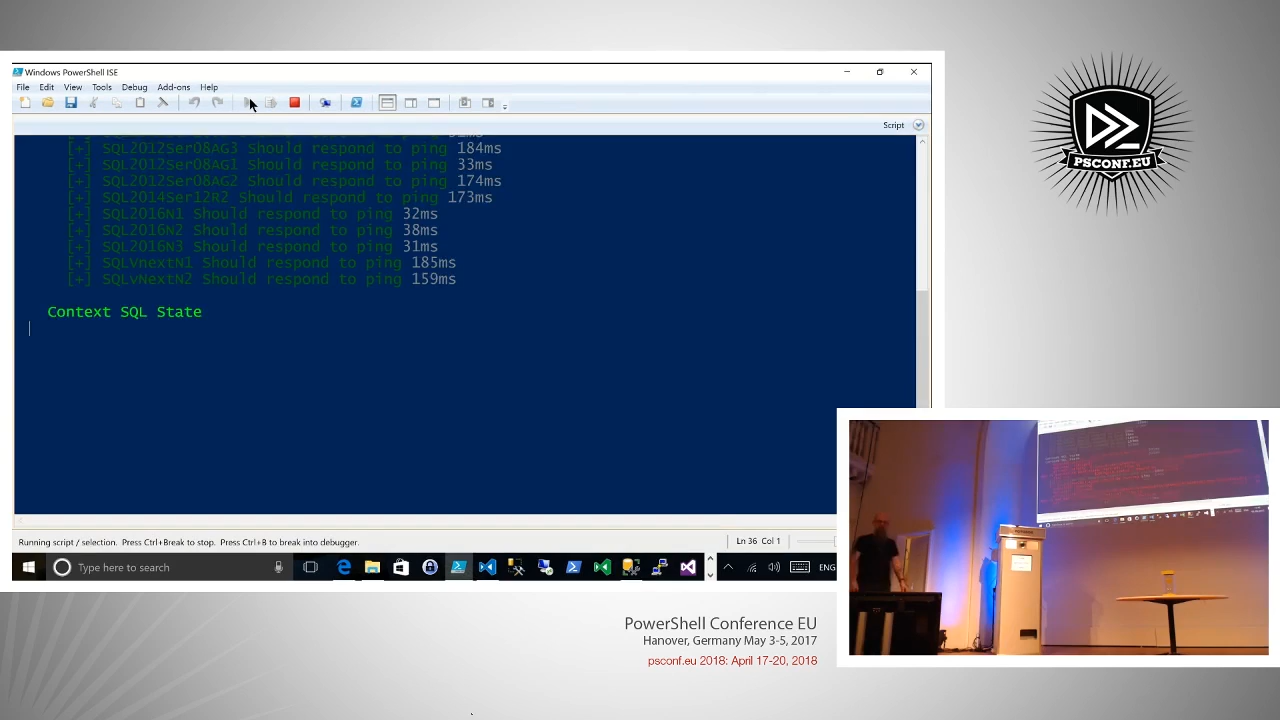 Windows PowerShell ISE
File Edit View Tools Debug Add-ons Help
Script
[+] SQL2012Ser08AG3 Should respond to ping 184ms
[+] SQL2012Ser08AG1 Should respond to ping 33ms
[+] SQL2012Ser08AG2 Should respond to ping 174ms
[+] SQL2014Ser12R2 Should respond to ping 173ms
[+] SQL2016N1 Should respond to ping 32ms
[+] SQL2016N2 Should respond to ping 38ms
[+] SQL2016N3 Should respond to ping 31ms
[+] SQLVnextN1 Should respond to ping 185ms
[+] SQLvNextN2 Should respond to ping 159ms
Context SQL State
Running script / selection. Press Ctrl+Break to stop. Press Ctrl+B to break into debugger.
Ln 36 Col 1
Type here to search
ENG
PSCONF.EU
PowerShell Conference EU
Hanover, Germany May 3-5, 2017
psconf.eu 2018: April 17-20, 2018